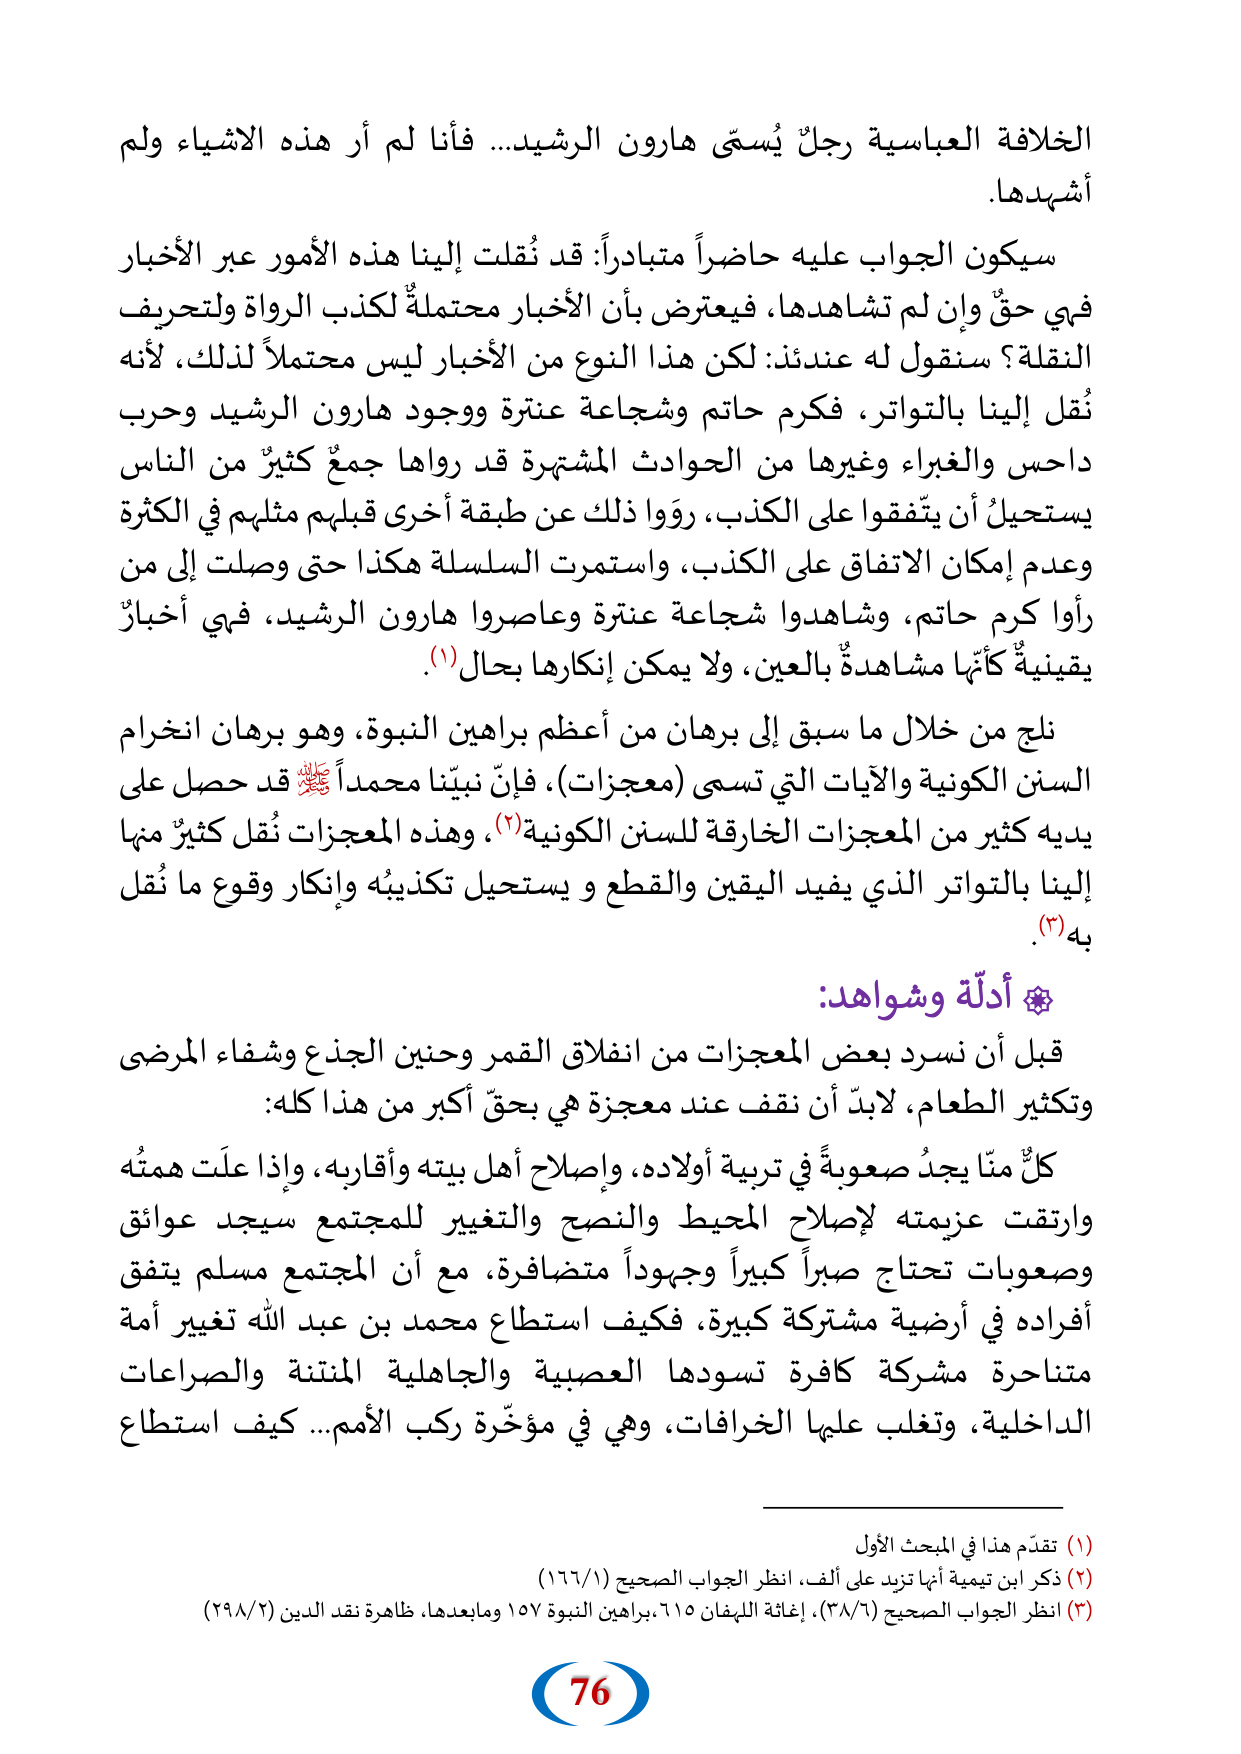 الخلافة العباسية رجلٌ يُسمّى هارون الرشيد... فأنا لم أر هذه الاشياء ولم
أشهدها.
سيكون الجواب عليه حاضراً متبادراً: قد نُقلت إلينا هذه الأمور عبر الأخبار
فهي حقٌ وإن لم تشاهدها، فيعترض بأن الأخبار محتملةٌ لكذب الرواة ولتحريف
النقلة؟ سنقول له عندئذ: لكن هذا النوع من الأخبار ليس محتملاً لذلك، لأنه
نُقل إلينا بالتواتر، فكرم حاتم وشجاعة عنترة ووجود هارون الرشيد وحرب
داحس والغبراء وغيرها من الحوادث المشتهرة قد رواها جمعٌ كثيرٌ من الناس
يستحيلُ أن يتّفقوا على الكذب، روَوا ذلك عن طبقة أخرى قبلهم مثلهم في الكثرة
وعدم إمكان الاتفاق على الكذب، واستمرت السلسلة هكذا حتى وصلت إلى من
رأوا كرم حاتم، وشاهدوا شجاعة عنترة وعاصروا هارون الرشيد، فهي أخبارٌ
يقينيةٌ كأنّها مشاهدةٌ بالعين، ولا يمكن إنكارها بحال(١).
نلج من خلال ما سبق إلى برهان من أعظم براهين النبوة، وهو برهان انخرام
السنن الكونية والآيات التي تسمى (معجزات)، فإنّ نبيّنا محمداً ﷺ قد حصل على
يديه كثير من المعجزات الخارقة للسنن الكونية(٢)، وهذه المعجزات نُقل كثيرٌ منها
إلينا بالتواتر الذي يفيد اليقين والقطع و يستحيل تكذيبُه وإنكار وقوع ما نُقل
به(٣).
۞ أدلّة وشواهد:
قبل أن نسرد بعض المعجزات من انفلاق القمر وحنين الجذع وشفاء المرضى
وتكثير الطعام، لابدّ أن نقف عند معجزة هي بحقّ أكبر من هذا كله:
كلٌّ منّا يجدُ صعوبةً في تربية أولاده، وإصلاح أهل بيته وأقاربه، وإذا علَت همتُه
وارتقت عزيمته لإصلاح المحيط والنصح والتغيير للمجتمع سيجد عوائق
وصعوبات تحتاج صبراً كبيراً وجهوداً متضافرة، مع أن المجتمع مسلم يتفق
أفراده في أرضية مشتركة كبيرة، فكيف استطاع محمد بن عبد الله تغيير أمة
متناحرة مشركة كافرة تسودها العصبية والجاهلية المنتنة والصراعات
الداخلية، وتغلب عليها الخرافات، وهي في مؤخّرة ركب الأمم... كيف استطاع
(١) تقدّم هذا في المبحث الأول
(٢) ذكر ابن تيمية أنها تزيد على ألف، انظر الجواب الصحيح (١٦٦/١)
(٣) انظر الجواب الصحيح (٣٨/٦)، إغاثة اللهفان ٦١٥،براهين النبوة ١٥٧ ومابعدها، ظاهرة نقد الدين (٢٩٨/٢)
76